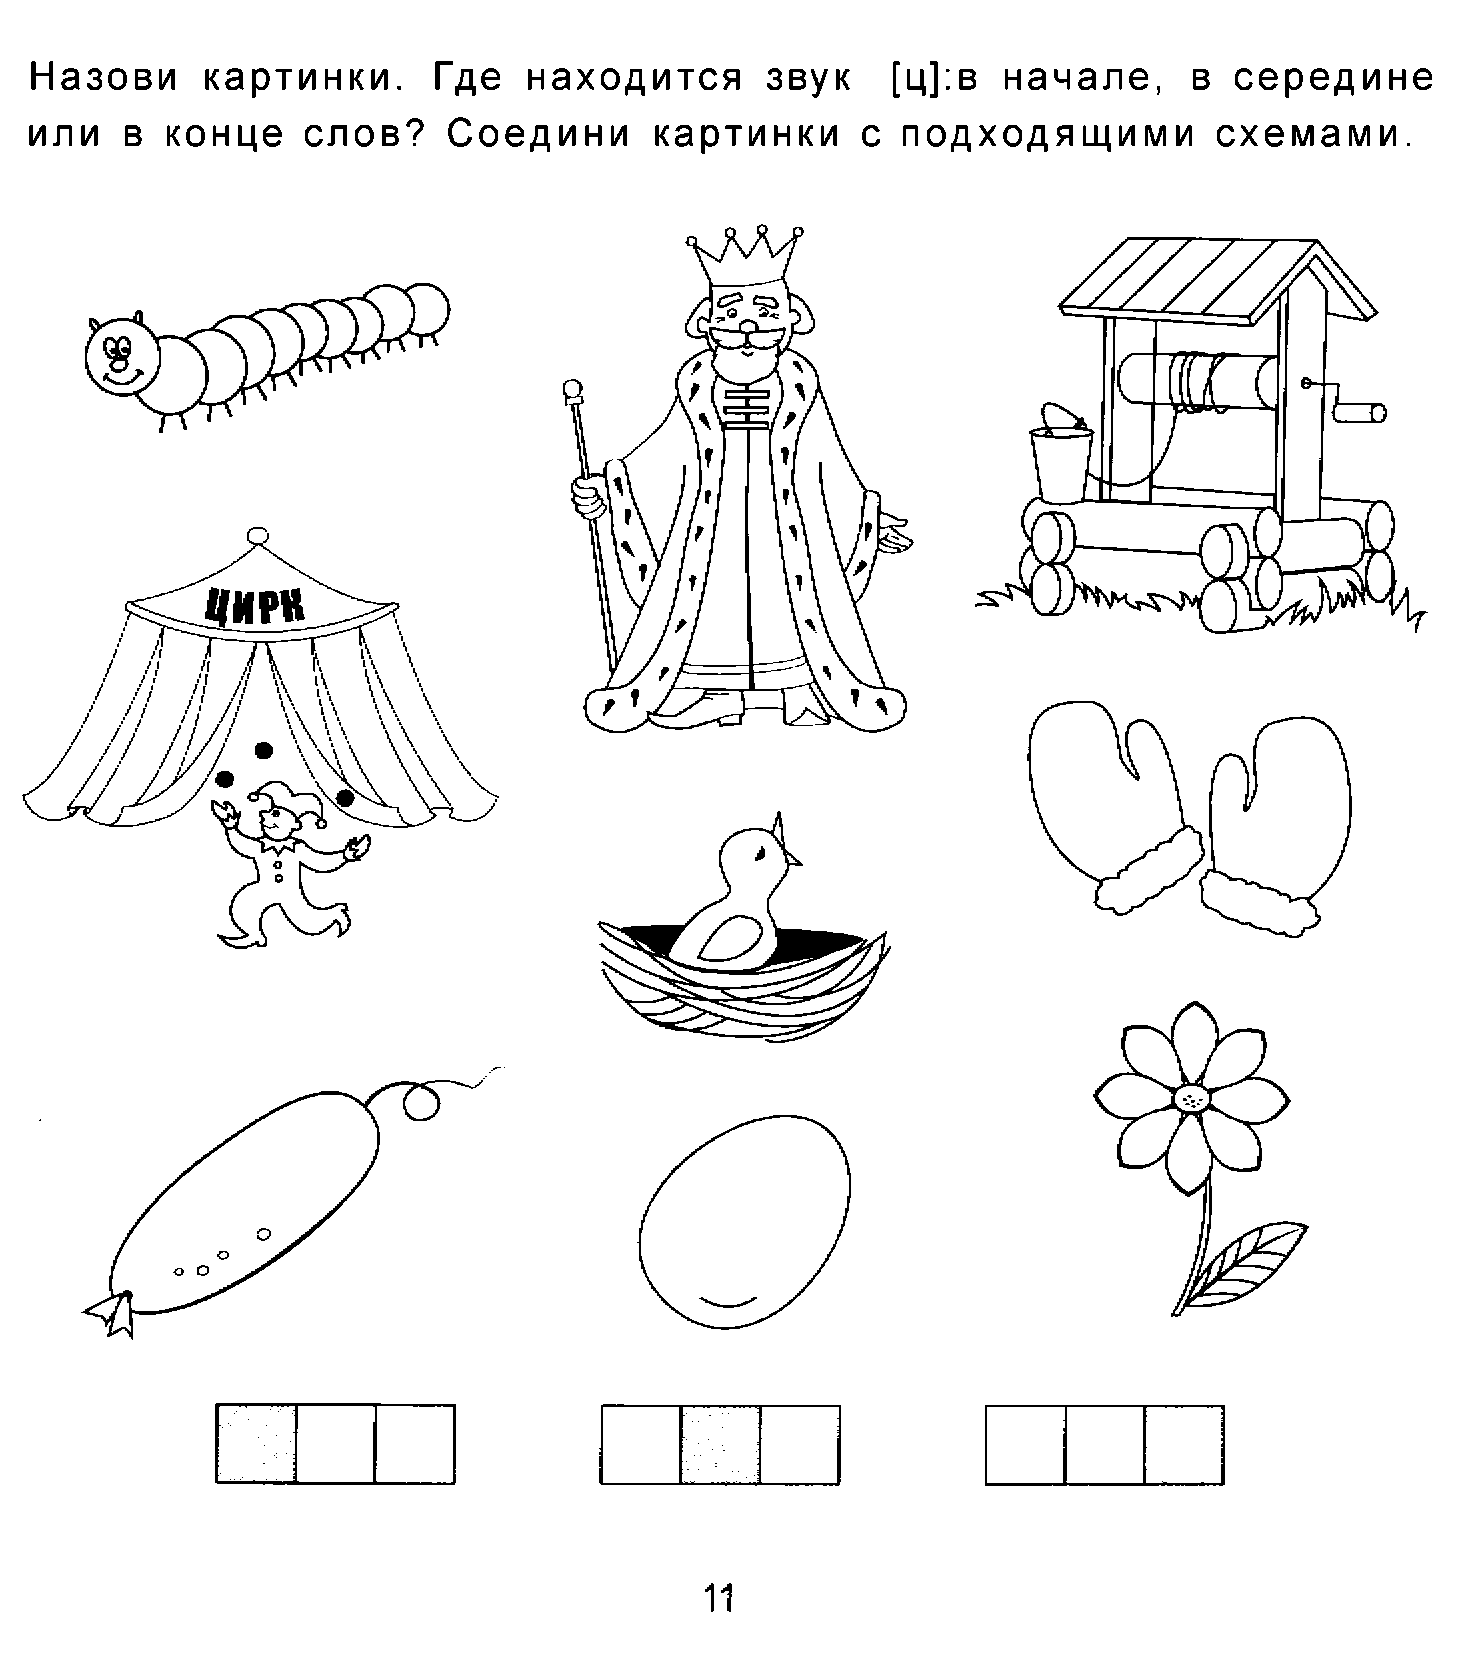 Назови картинки. Где находится звук [ц]:в начале, в середине
или в конце слов? Соедини картинки с подходящими схемами.
ЦИРК
11